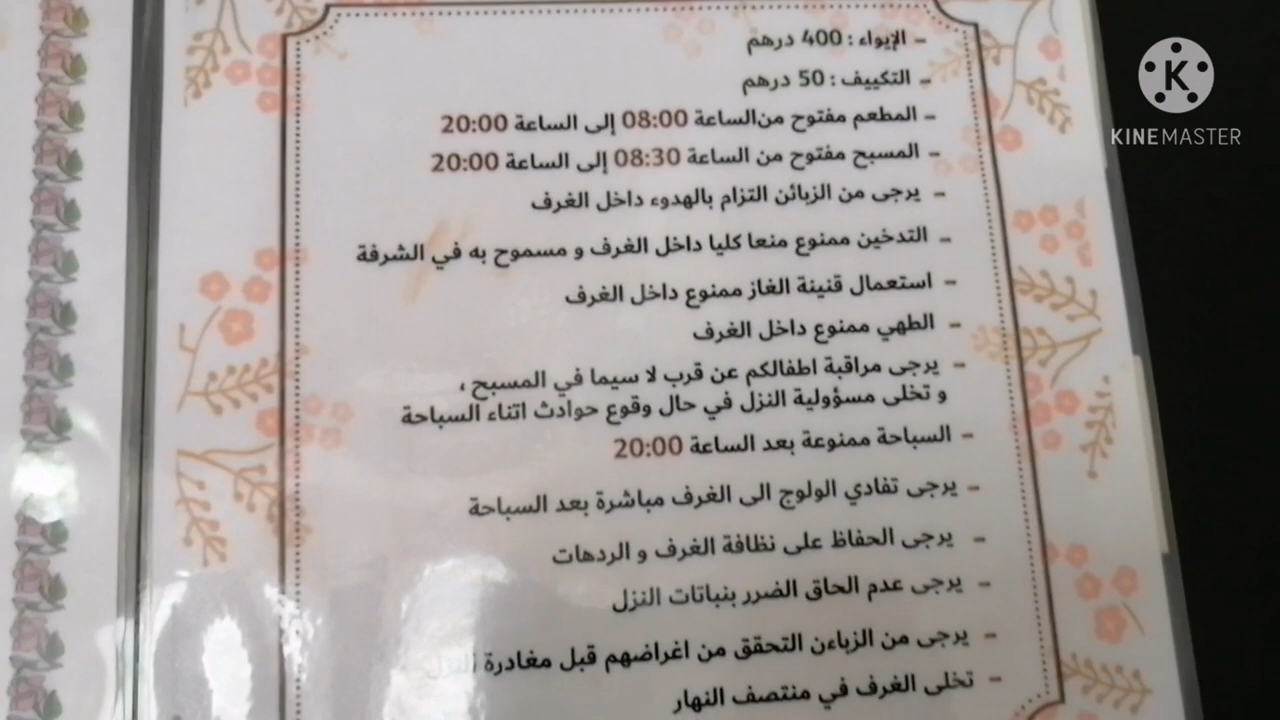 - الإيواء : 400 درهم
- التكييف : 50 درهم
- المطعم مفتوح من الساعة 08:00 إلى الساعة 20:00
- المسبح مفتوح من الساعة 08:30 إلى الساعة 20:00
- يرجى من الزبائن التزام بالهدوء داخل الغرف
- التدخين ممنوع منعا كليا داخل الغرف و مسموح به في الشرفة
- استعمال قنينة الغاز ممنوع داخل الغرف
- الطهي ممنوع داخل الغرف
- يرجى مراقبة اطفالكم عن قرب لا سيما في المسبح ،
و تخلى مسؤولية النزل في حال وقوع حوادث اثناء السباحة
- السباحة ممنوعة بعد الساعة 20:00
- يرجى تفادي الولوج الى الغرف مباشرة بعد السباحة
- يرجى الحفاظ على نظافة الغرف و الردهات
- يرجى عدم الحاق الضرر بنباتات النزل
- يرجى من الزباءن التحقق من اغراضهم قبل مغادرة النزل
- تخلى الغرف في منتصف النهار
K
KINEMASTER